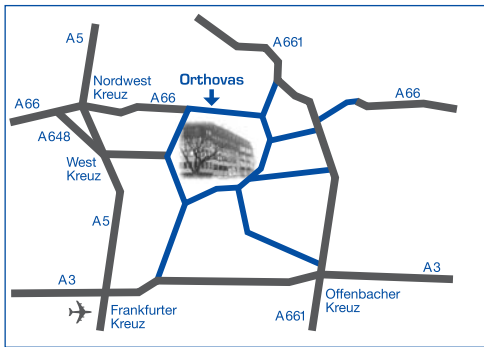 A5
A661
Nordwest
Kreuz
Orthovas
A66
A66
A66
A648
West
Kreuz
A5
A3
A3
Frankfurter
Kreuz
Offenbacher
Kreuz
A661